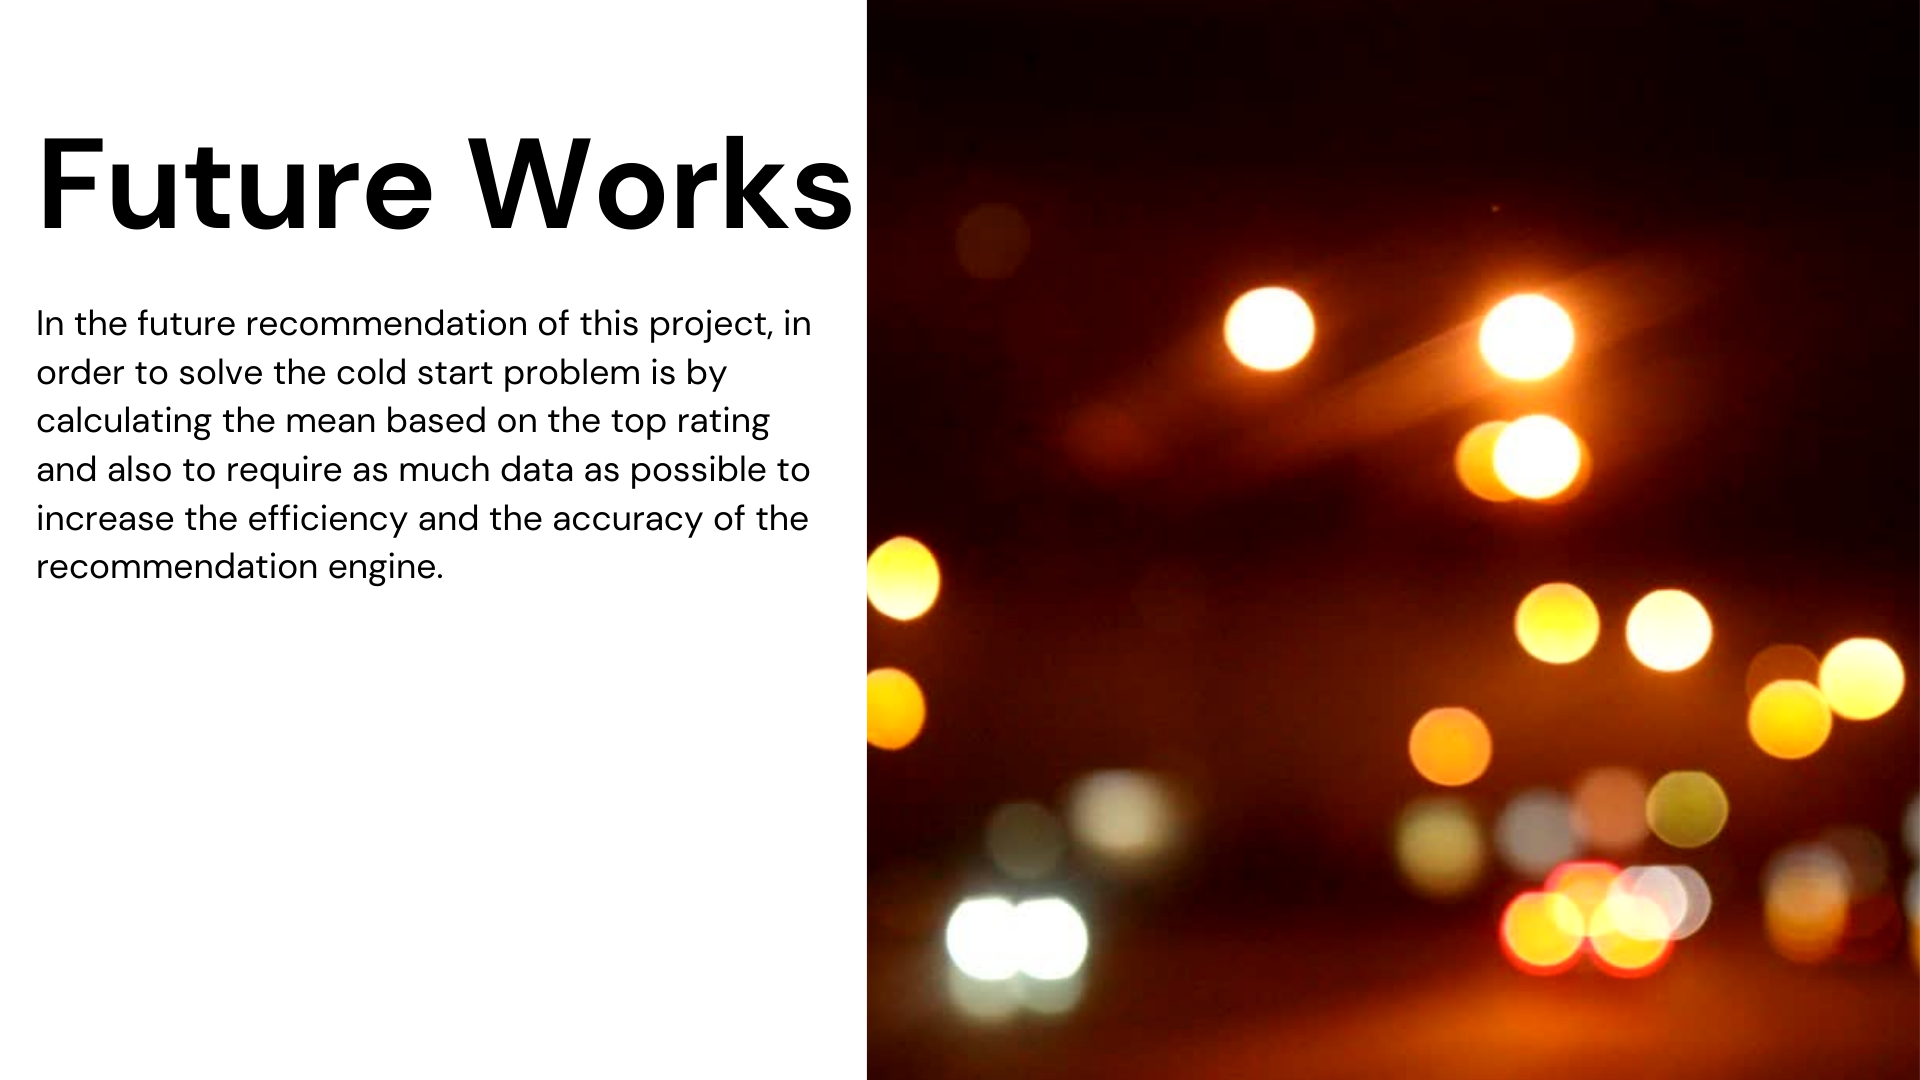 Future Works
In the future recommendation of this project, in
order to solve the cold start problem is by
calculating the mean based on the top rating
and also to require as much data as possible to
increase the efficiency and the accuracy of the
recommendation engine.